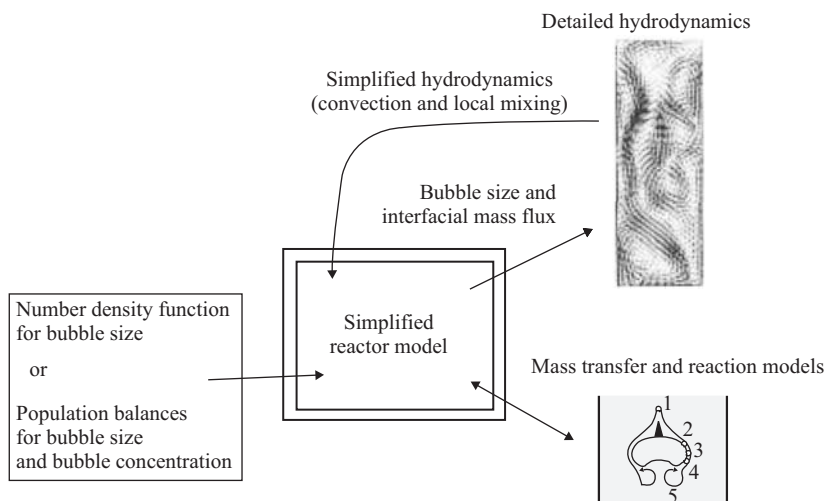 Detailed hydrodynamics
Simplified hydrodynamics
(convection and local mixing)
Bubble size and
interfacial mass flux
Number density function
for bubble size
or
Population balances
for bubble size
and bubble concentration
Simplified
reactor model
Mass transfer and reaction models
1
2
3
4
5